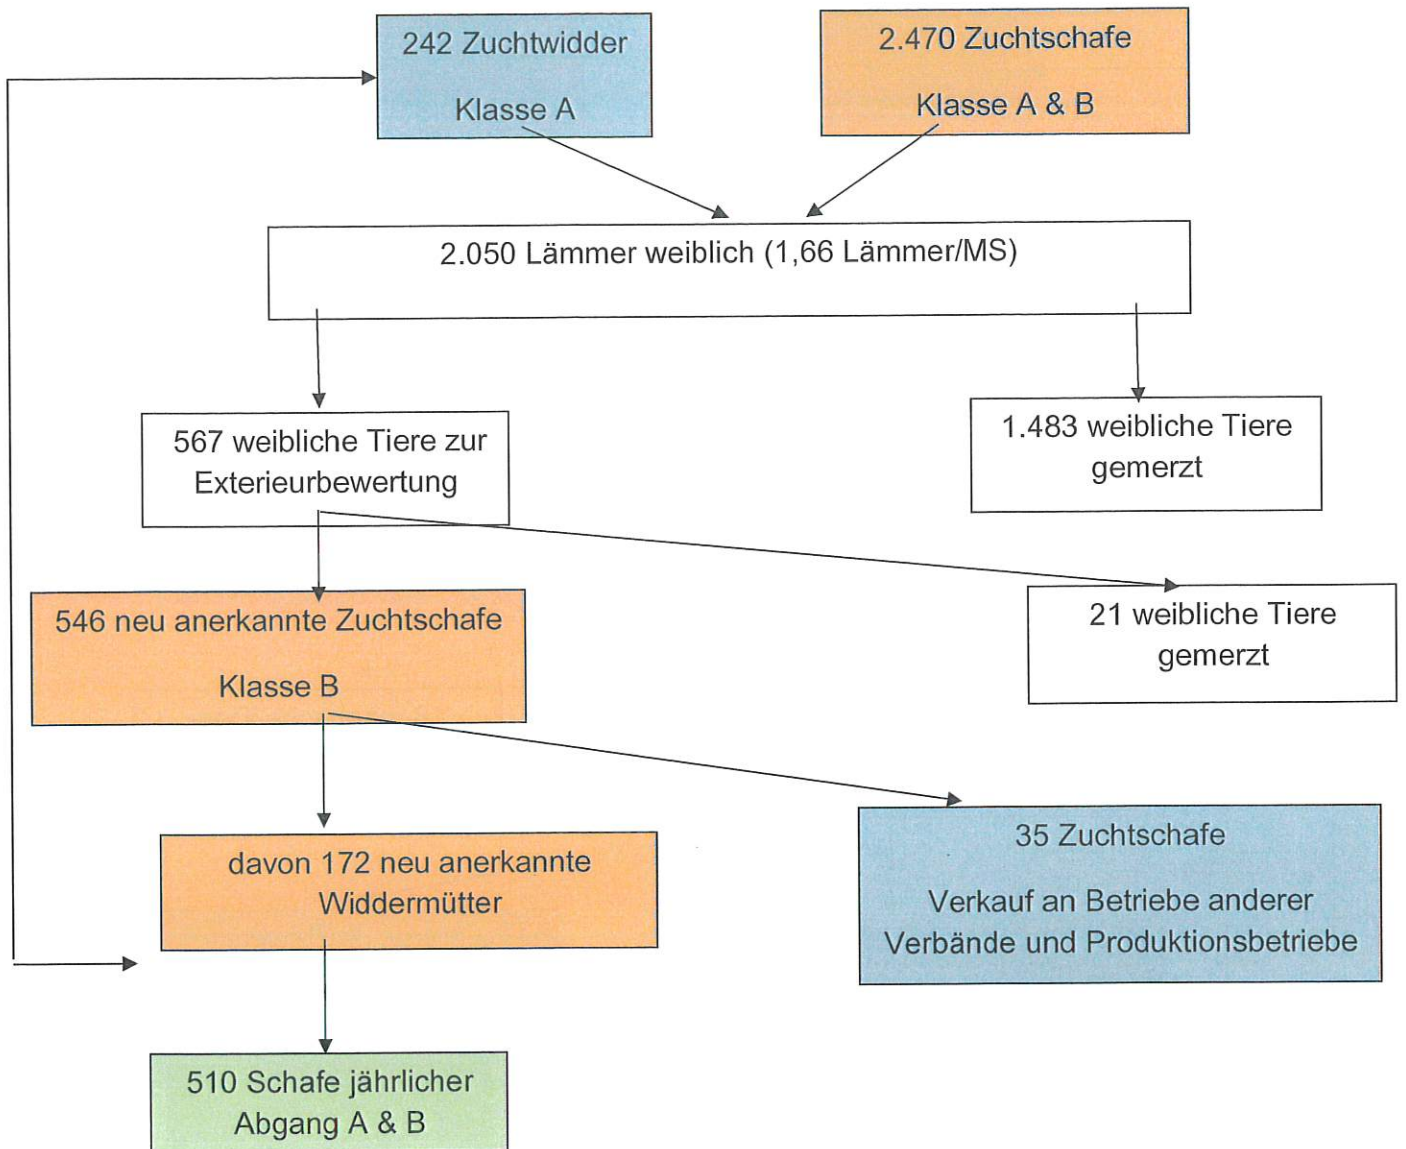 242 Zuchtwidder
Klasse A
2.470 Zuchtschafe
Klasse A & B
2.050 Lämmer weiblich (1,66 Lämmer/MS)
567 weibliche Tiere zur
Exterieurbewertung
1.483 weibliche Tiere
gemerzt
546 neu anerkannte Zuchtschafe
Klasse B
21 weibliche Tiere
gemerzt
davon 172 neu anerkannte
Widdermütter
35 Zuchtschafe
Verkauf an Betriebe anderer
Verbände und Produktionsbetriebe
510 Schafe jährlicher
Abgang A & B